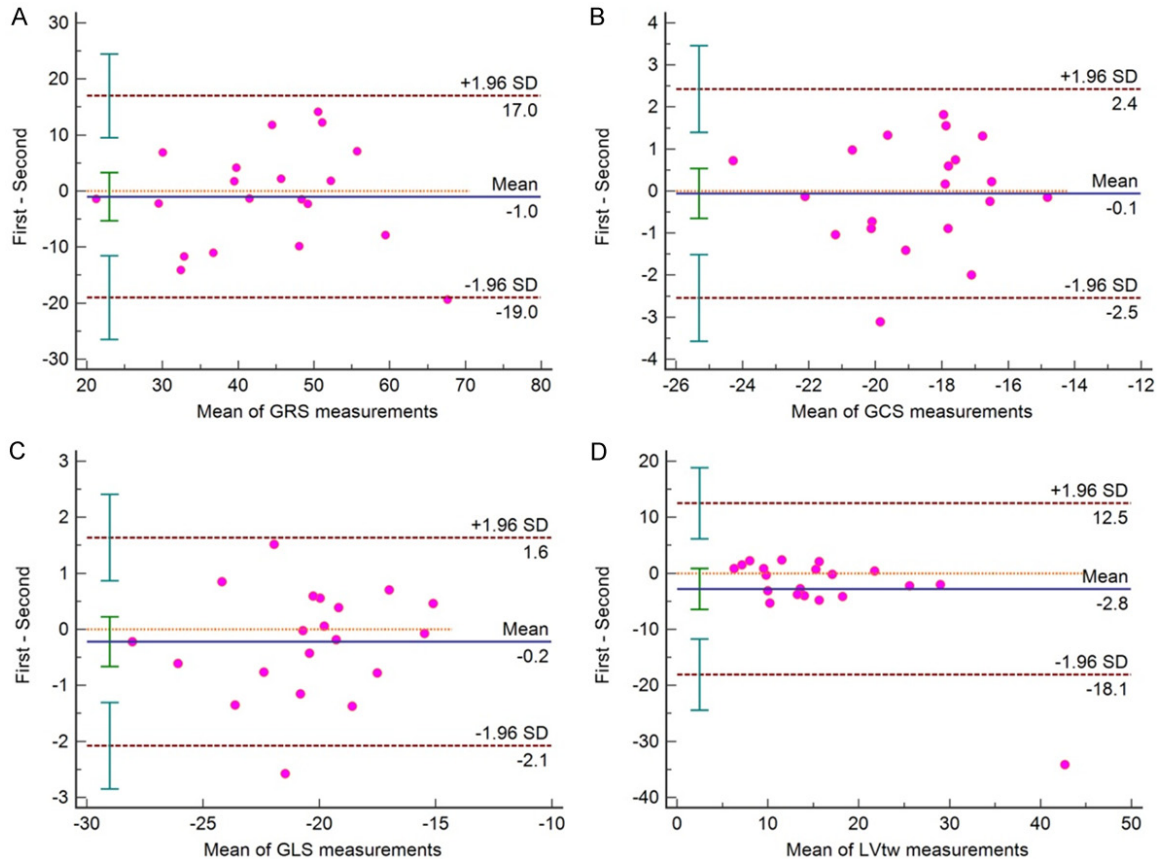 A
30
20
10
0
-10
-20
-30
First - Second
+1.96 SD
17.0
Mean
-1.0
-1.96 SD
-19.0
20 30 40 50 60 70 80
Mean of GRS measurements
B
4
3
2
1
0
-1
-2
-3
-4
First - Second
+1.96 SD
2.4
Mean
-0.1
-1.96 SD
-2.5
-26 -24 -22 -20 -18 -16 -14 -12
Mean of GCS measurements
C
3
2
1
0
-1
-2
-3
First - Second
+1.96 SD
1.6
Mean
-0.2
-1.96 SD
-2.1
-30 -25 -20 -15 -10
Mean of GLS measurements
D
20
10
0
-10
-20
-30
-40
First - Second
+1.96 SD
12.5
Mean
-2.8
-1.96 SD
-18.1
0 10 20 30 40 50
Mean of LVtw measurements